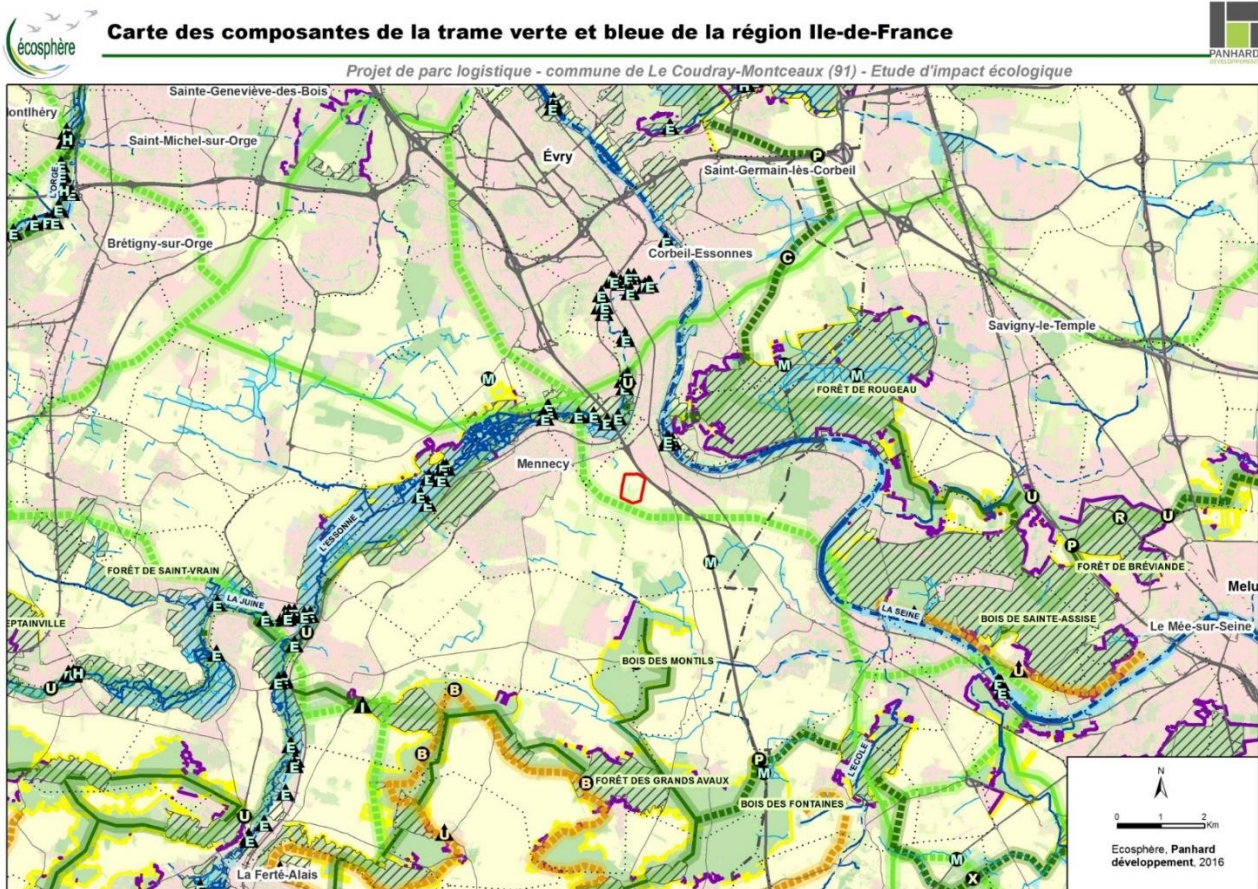 écosphère
Carte des composantes de la trame verte et bleue de la région Ile-de-France
PANHARD
DÉVELOPPEMENT
Projet de parc logistique - commune de Le Coudray-Montceaux (91) - Etude d'impact écologique
Sainte-Geneviève-des-Bois
Montlhéry
Saint-Michel-sur-Orge
Évry
Saint-Germain-lès-Corbeil
L'ORGE
Brétigny-sur-Orge
Corbeil-Essonnes
Savigny-le-Temple
FORÊT DE ROUGEAU
Mennecy
L'ESSONNE
FORÊT DE SAINT-VRAIN
FORÊT DE BRÉVIANDE
Melu
LA JUINE
LA SEINE
EPTAINVILLE
BOIS DE SAINTE-ASSISE
Le Mée-sur-Seine
BOIS DES MONTILS
L'ECOLE
FORÊT DES GRANDS AVAUX
BOIS DES FONTAINES
La Ferté-Alais
N
0 1 2
Km
Ecosphère, Panhard
développement, 2016